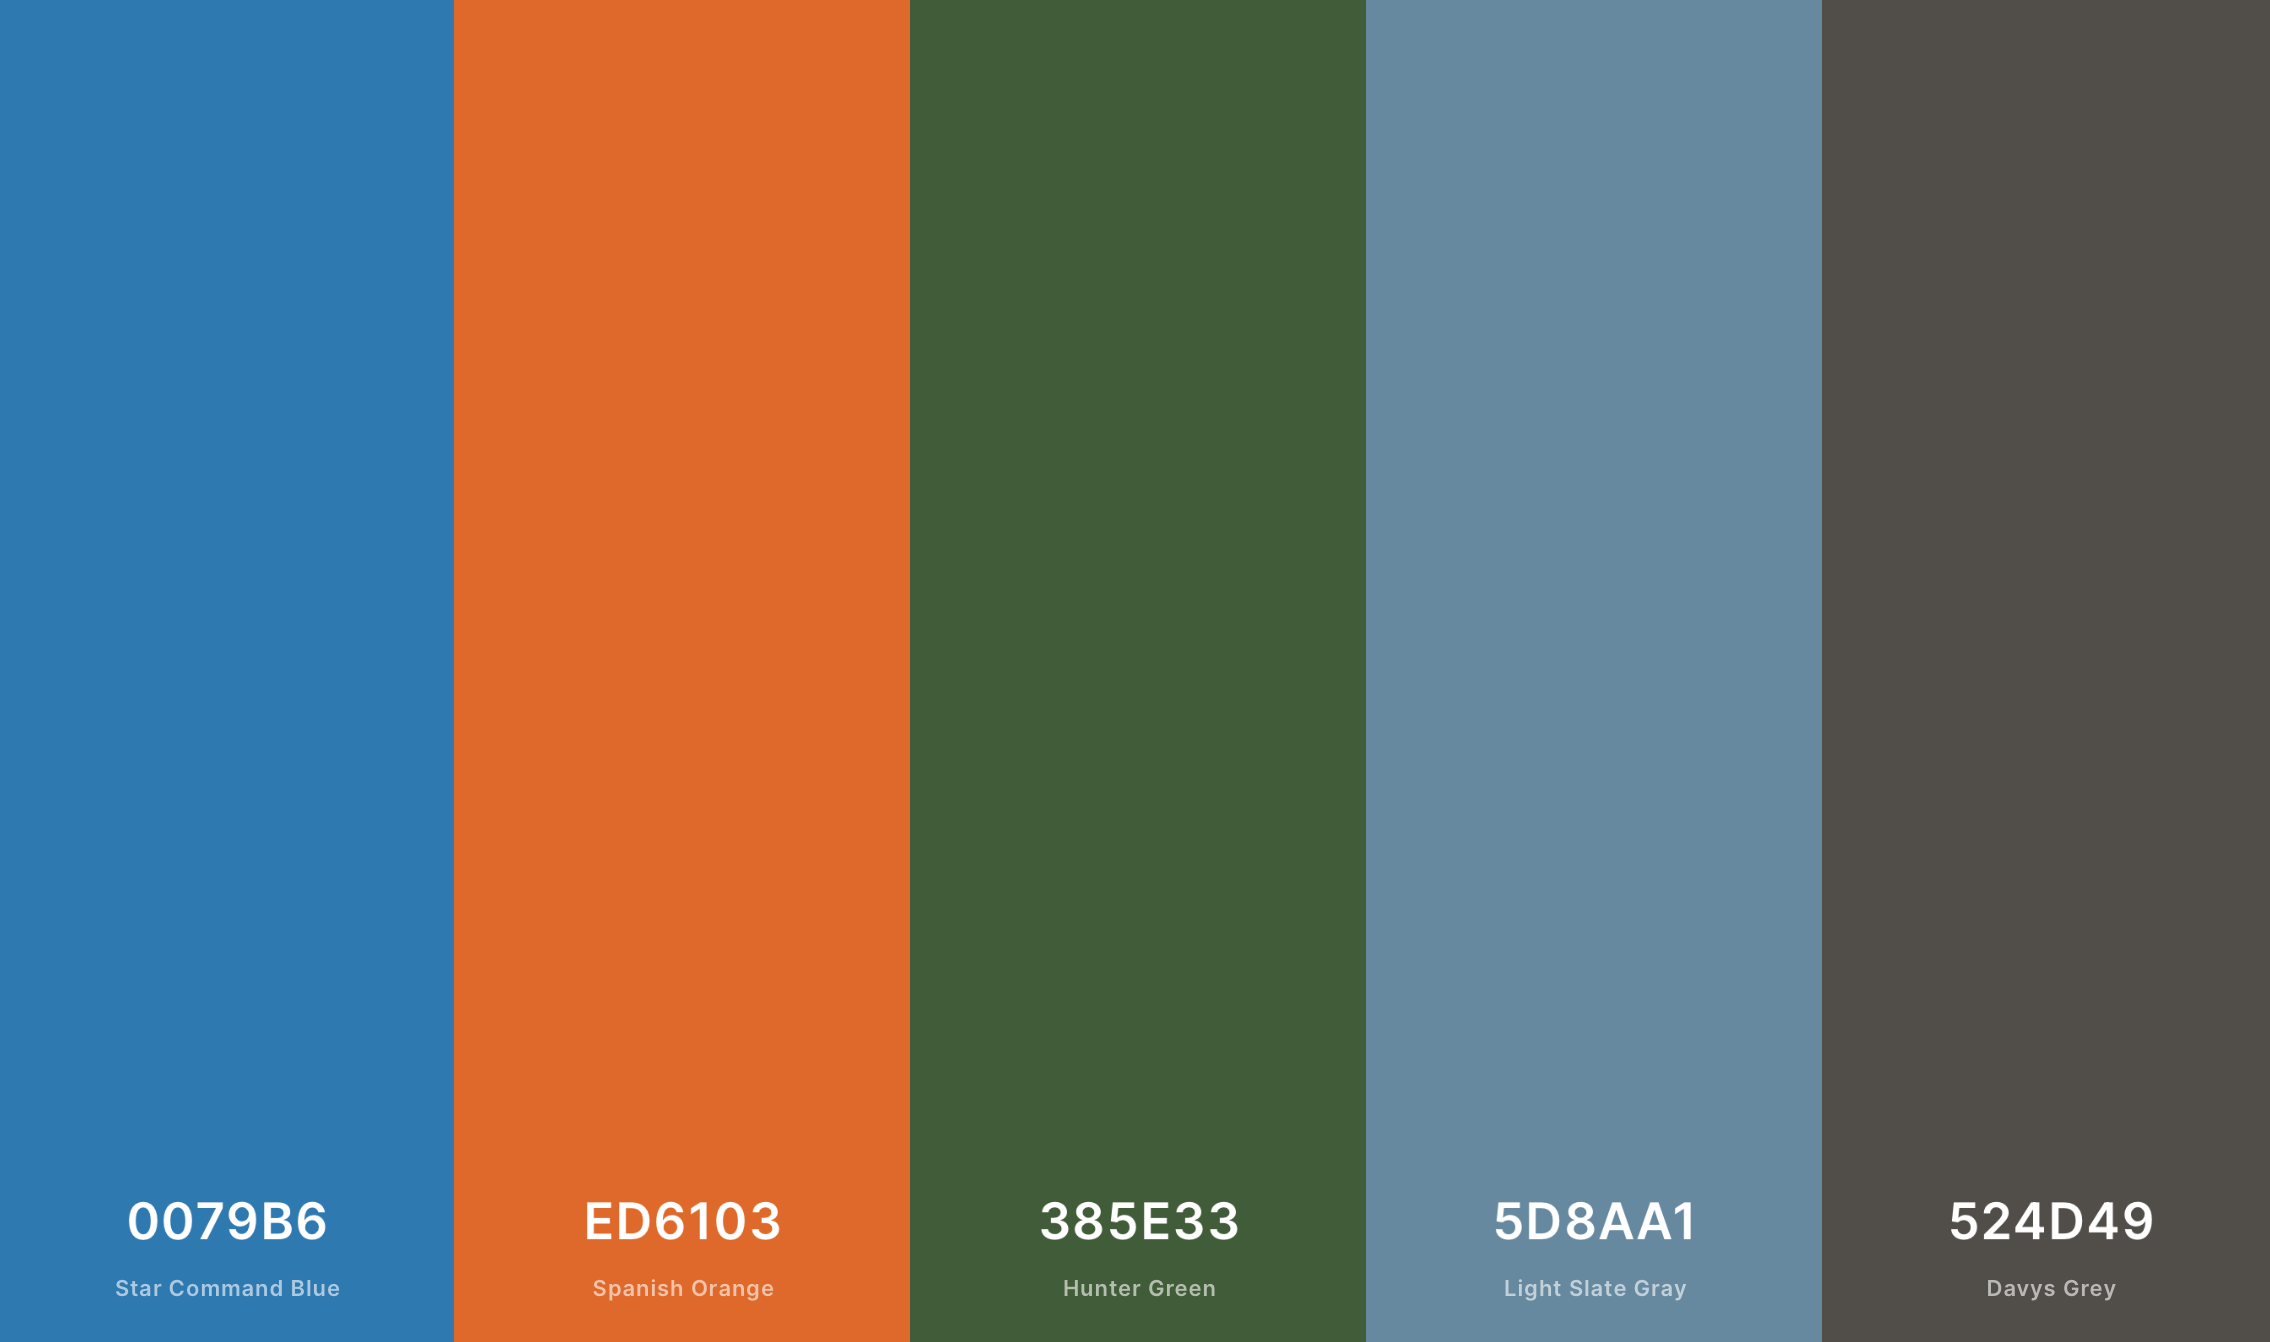 0079B6
Star Command Blue
ED6103
Spanish Orange
385E33
Hunter Green
5D8AA1
Light Slate Gray
524D49
Davys Grey